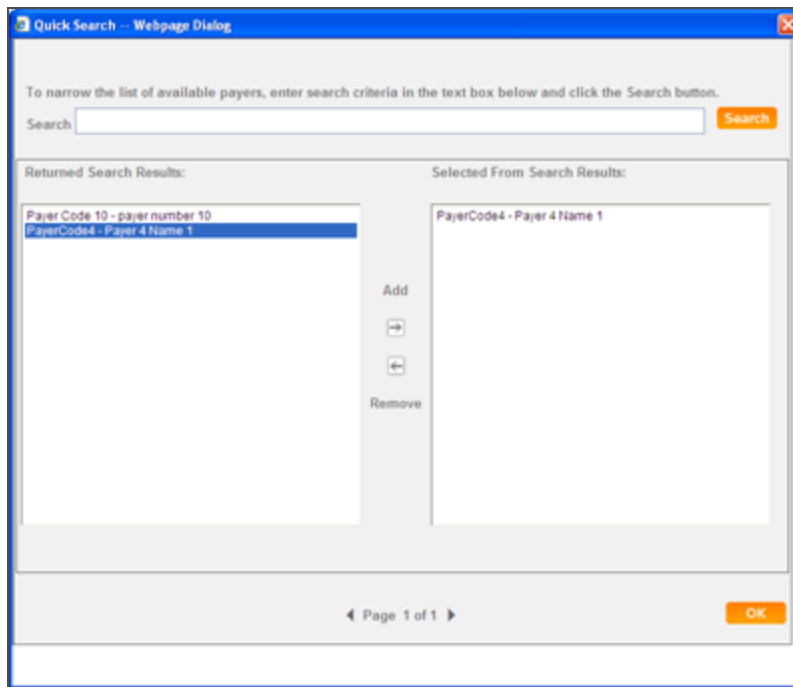 Quick Search -- Webpage Dialog
To narrow the list of available payers, enter search criteria in the text box below and click the Search button.
Search
Search
Returned Search Results:
Selected From Search Results:
Payer Code 10 - payer number 10
PayerCode4 - Payer 4 Name 1
PayerCode4 - Payer 4 Name 1
Add
Remove
Page 1 of 1
OK